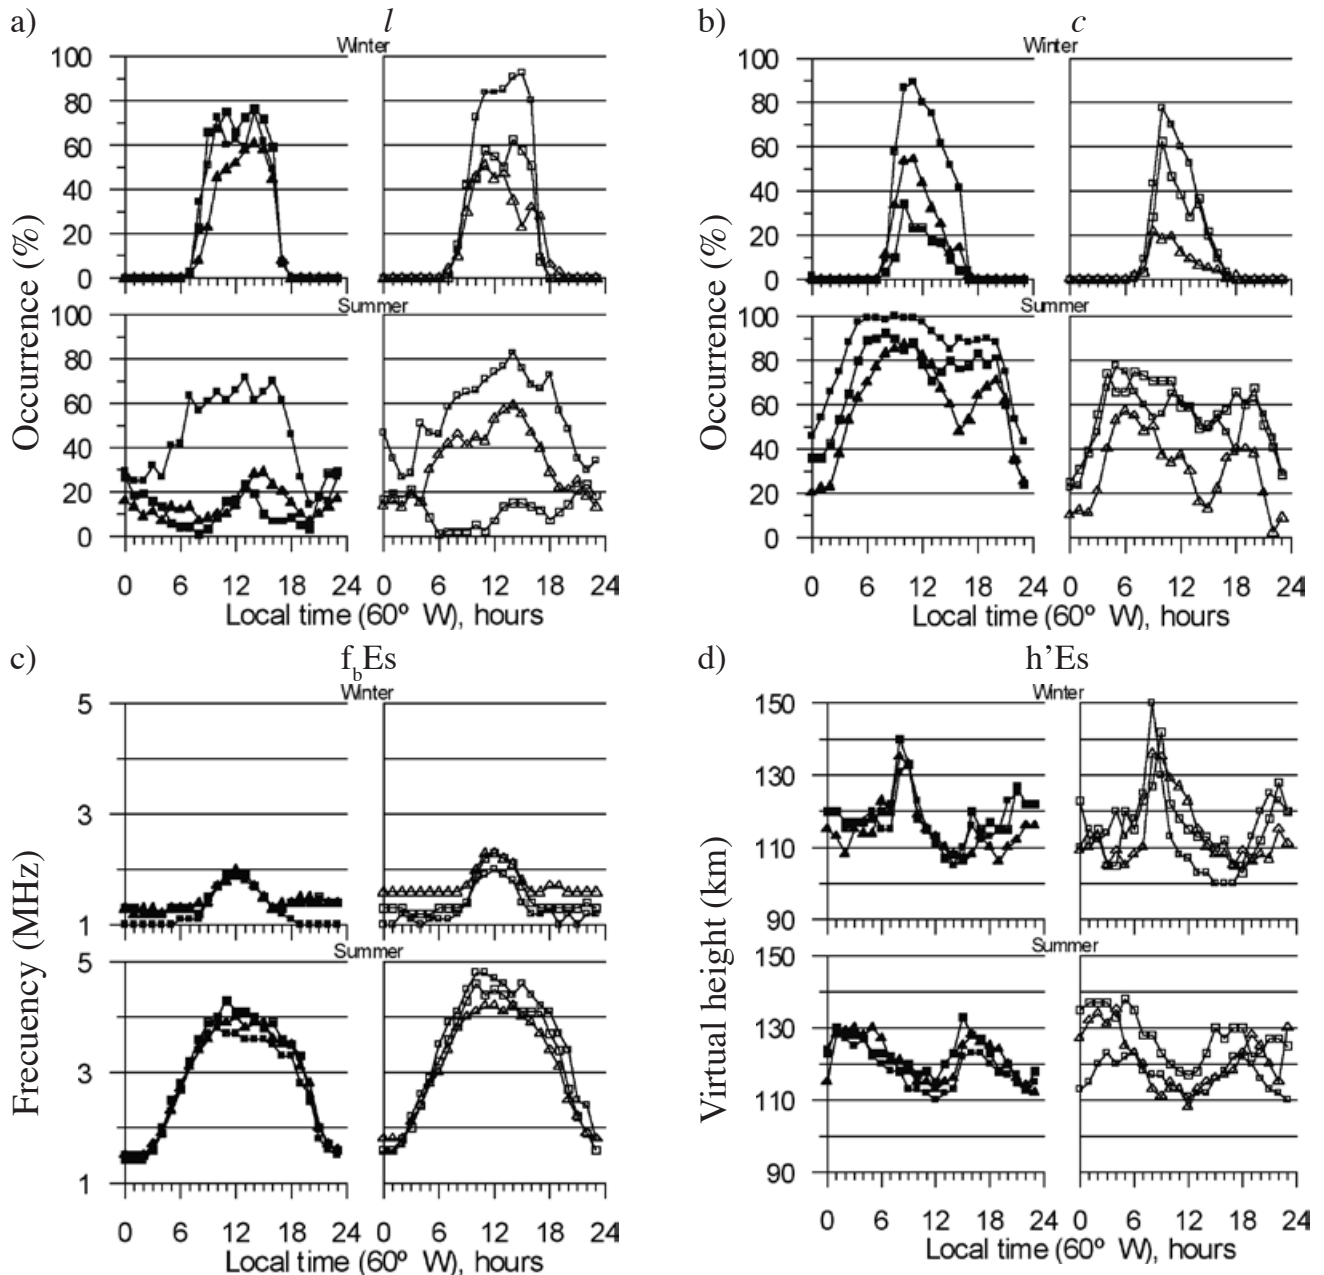 a) l
Winter
100
80
60
40
20
0
Summer
100
80
60
40
20
0
Occurrence (%)
0 6 12 18 24 0 6 12 18 24
Local time (60º W), hours
b) c
Winter
100
80
60
40
20
0
Summer
100
80
60
40
20
0
Occurrence (%)
0 6 12 18 24 0 6 12 18 24
Local time (60º W), hours
c) fbEs
Winter
5
3
1
Summer
5
3
1
Frecuency (MHz)
0 6 12 18 24 0 6 12 18 24
Local time (60º W), hours
d) h’Es
Winter
150
130
110
90
Summer
150
130
110
90
Virtual height (km)
0 6 12 18 24 0 6 12 18 24
Local time (60º W), hours